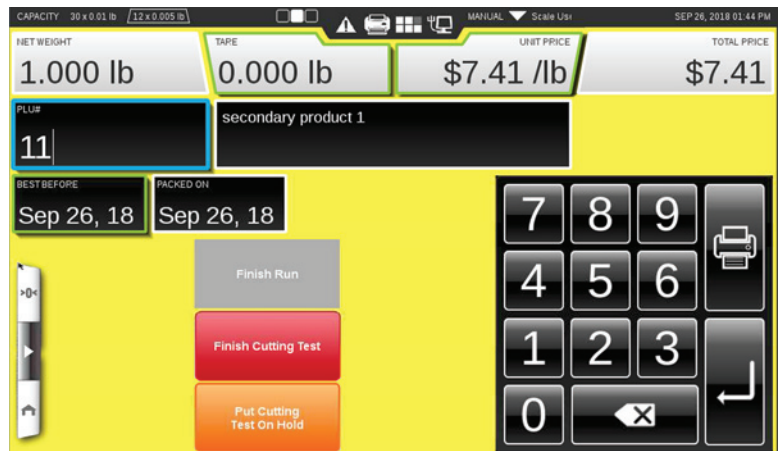 CAPACITY 30 x 0.01 lb 12 x 0.005 lb MANUAL Scale Use SEP 26, 2018 01:44 PM
NET WEIGHT TARE UNIT PRICE TOTAL PRICE
1.000 lb 0.000 lb $7.41 /lb $7.41
PLU#
secondary product 1
11
BEST BEFORE PACKED ON
Sep 26, 18 Sep 26, 18
7 8 9
Finish Run
>0<
4 5 6
Finish Cutting Test
1 2 3
Put Cutting
Test On Hold
0